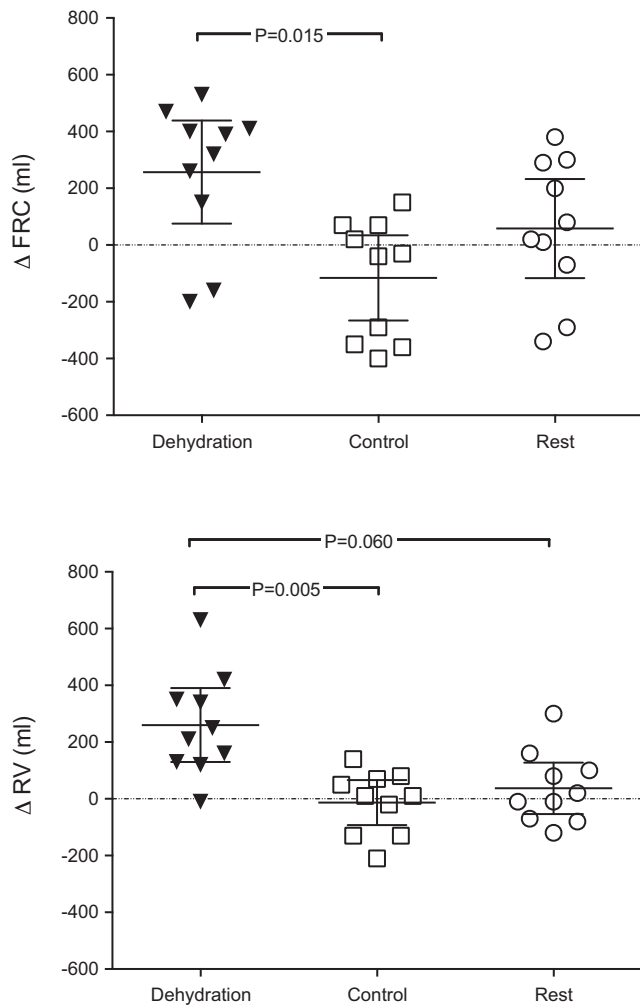 800
P=0.015
600
400
200
0
-200
-400
-600
Δ FRC (ml)
Dehydration Control Rest
P=0.060
800
P=0.005
600
400
200
0
-200
-400
-600
Δ RV (ml)
Dehydration Control Rest